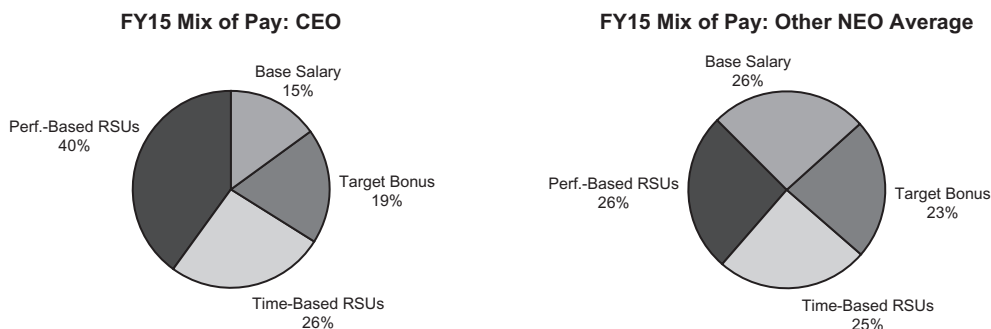 FY15 Mix of Pay: CEO
Base Salary
15%
Perf.-Based RSUs
40%
Target Bonus
19%
Time-Based RSUs
26%
FY15 Mix of Pay: Other NEO Average
Base Salary
26%
Perf.-Based RSUs
26%
Target Bonus
23%
Time-Based RSUs
25%